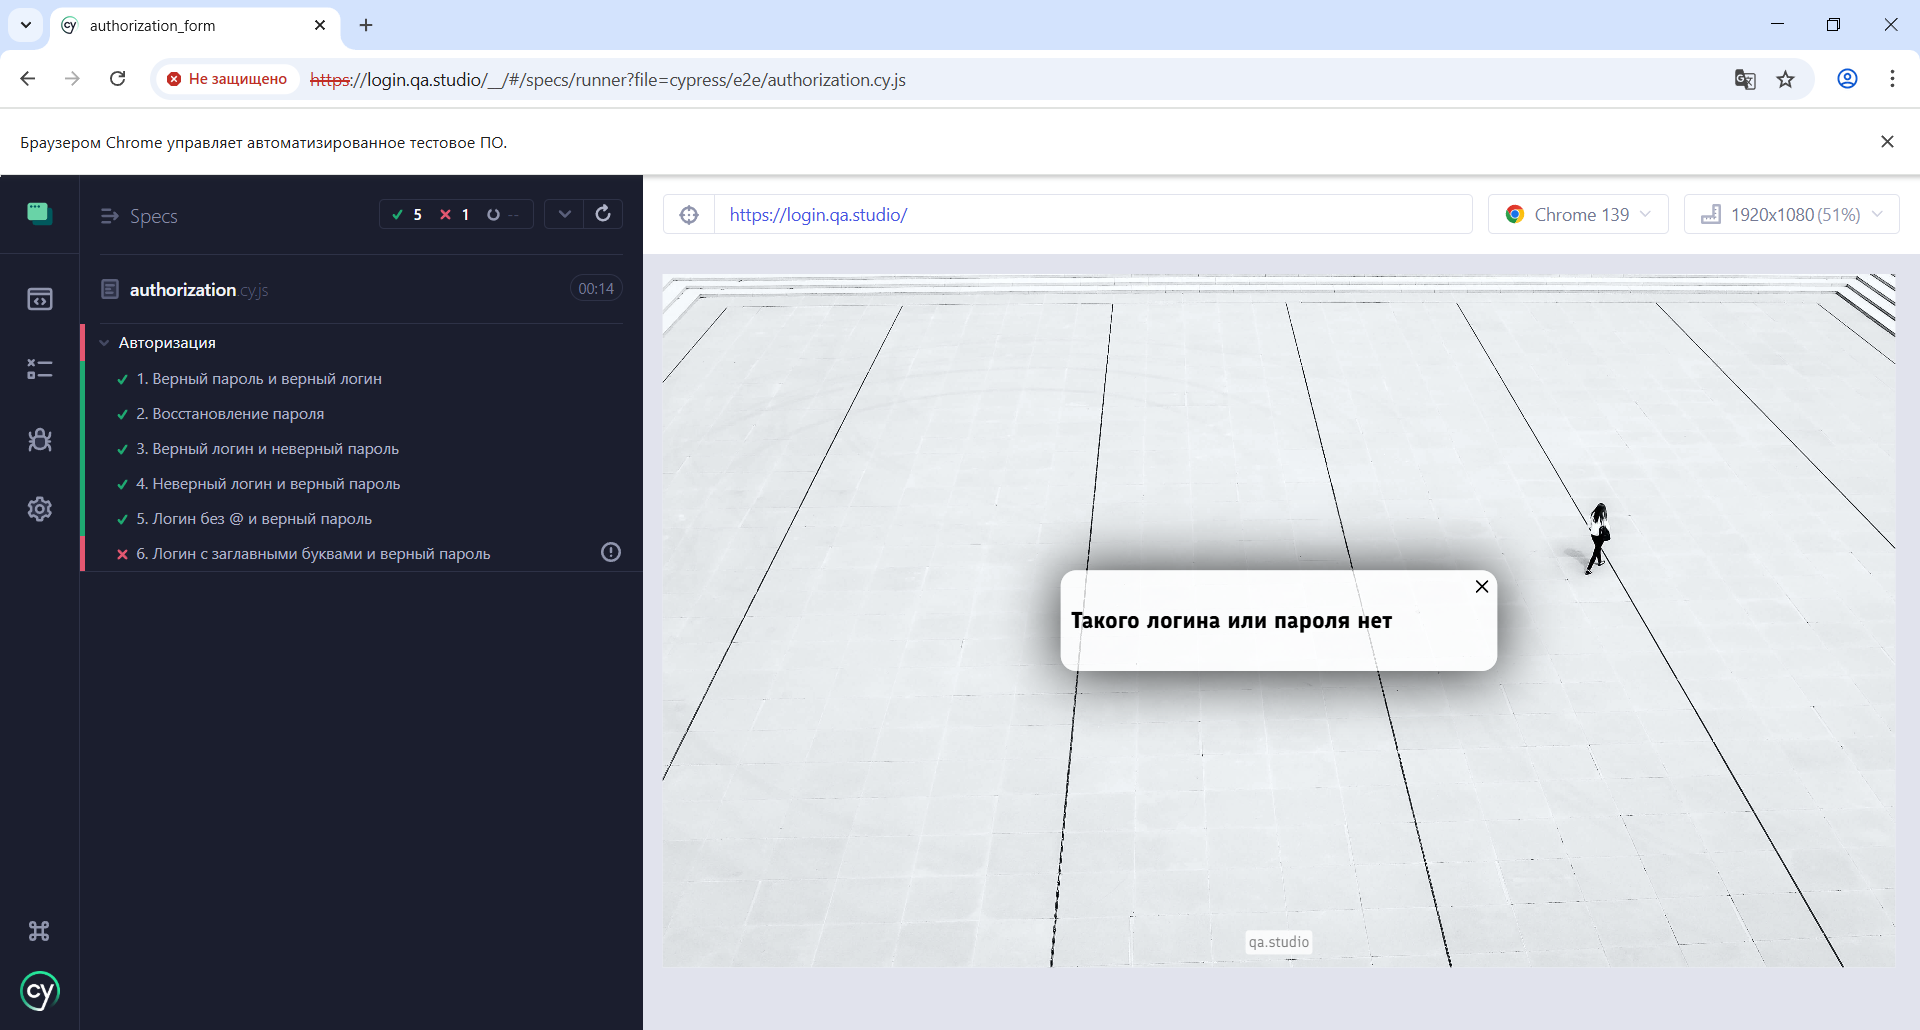 authorization_form
Не защищено https://login.qa.studio/__/#/specs/runner?file=cypress/e2e/authorization.cy.js
Браузером Chrome управляет автоматизированное тестовое ПО.
Specs 5 1 --
https://login.qa.studio/ Chrome 139 1920x1080 (51%)
authorization.cy.js 00:14
Авторизация
1. Верный пароль и верный логин
2. Восстановление пароля
3. Верный логин и неверный пароль
4. Неверный логин и верный пароль
5. Логин без @ и верный пароль
6. Логин с заглавными буквами и верный пароль
Такого логина или пароля нет
qa.studio
cy